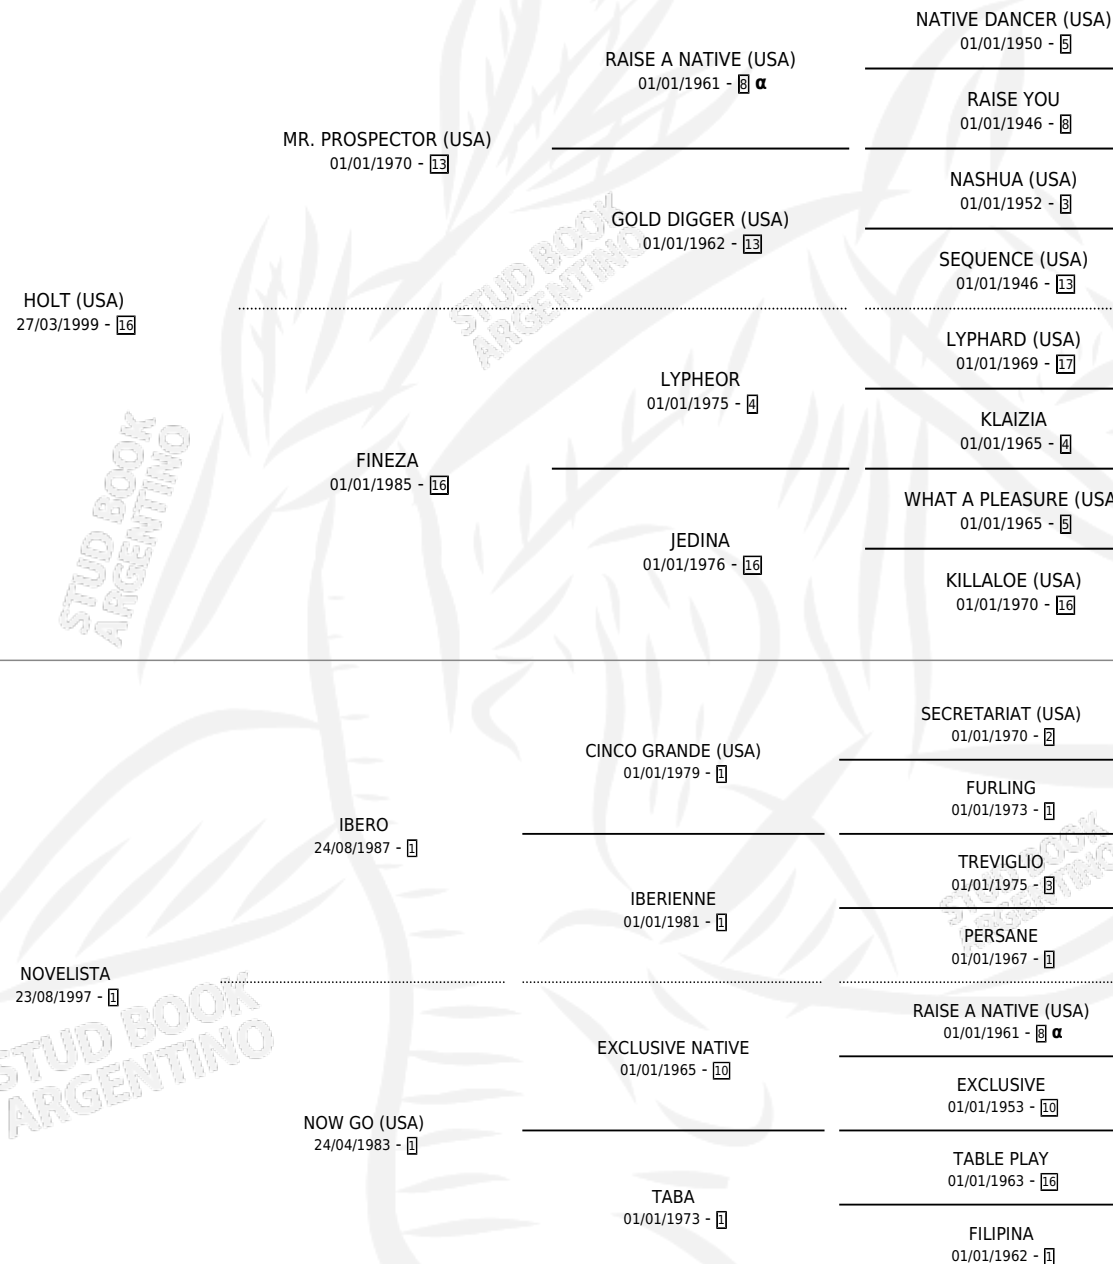 NATIVE DANCER (USA)
01/01/1950 - 5
RAISE A NATIVE (USA)
01/01/1961 - 8 α
RAISE YOU
01/01/1946 - 8
MR. PROSPECTOR (USA)
01/01/1970 - 13
NASHUA (USA)
01/01/1952 - 3
GOLD DIGGER (USA)
01/01/1962 - 13
SEQUENCE (USA)
01/01/1946 - 13
HOLT (USA)
27/03/1999 - 16
LYPHARD (USA)
01/01/1969 - 17
LYPHEOR
01/01/1975 - 4
KLAIZIA
01/01/1965 - 4
FINEZA
01/01/1985 - 16
WHAT A PLEASURE (USA
01/01/1965 - 5
JEDINA
01/01/1976 - 16
KILLALOE (USA)
01/01/1970 - 16
SECRETARIAT (USA)
01/01/1970 - 2
CINCO GRANDE (USA)
01/01/1979 - 1
FURLING
01/01/1973 - 1
IBERO
24/08/1987 - 1
TREVIGLIO
01/01/1975 - 3
IBERIENNE
01/01/1981 - 1
PERSANE
01/01/1967 - 1
NOVELISTA
23/08/1997 - 1
RAISE A NATIVE (USA)
01/01/1961 - 8 α
EXCLUSIVE NATIVE
01/01/1965 - 10
EXCLUSIVE
01/01/1953 - 10
NOW GO (USA)
24/04/1983 - 1
TABLE PLAY
01/01/1963 - 16
TABA
01/01/1973 - 1
FILIPINA
01/01/1962 - 1
STUD BOOK
ARGENTINO
STUD BOOK
ARGENTINO
STUD BOOK
ARGENTINO
STUD BOOK
ARGENTINO